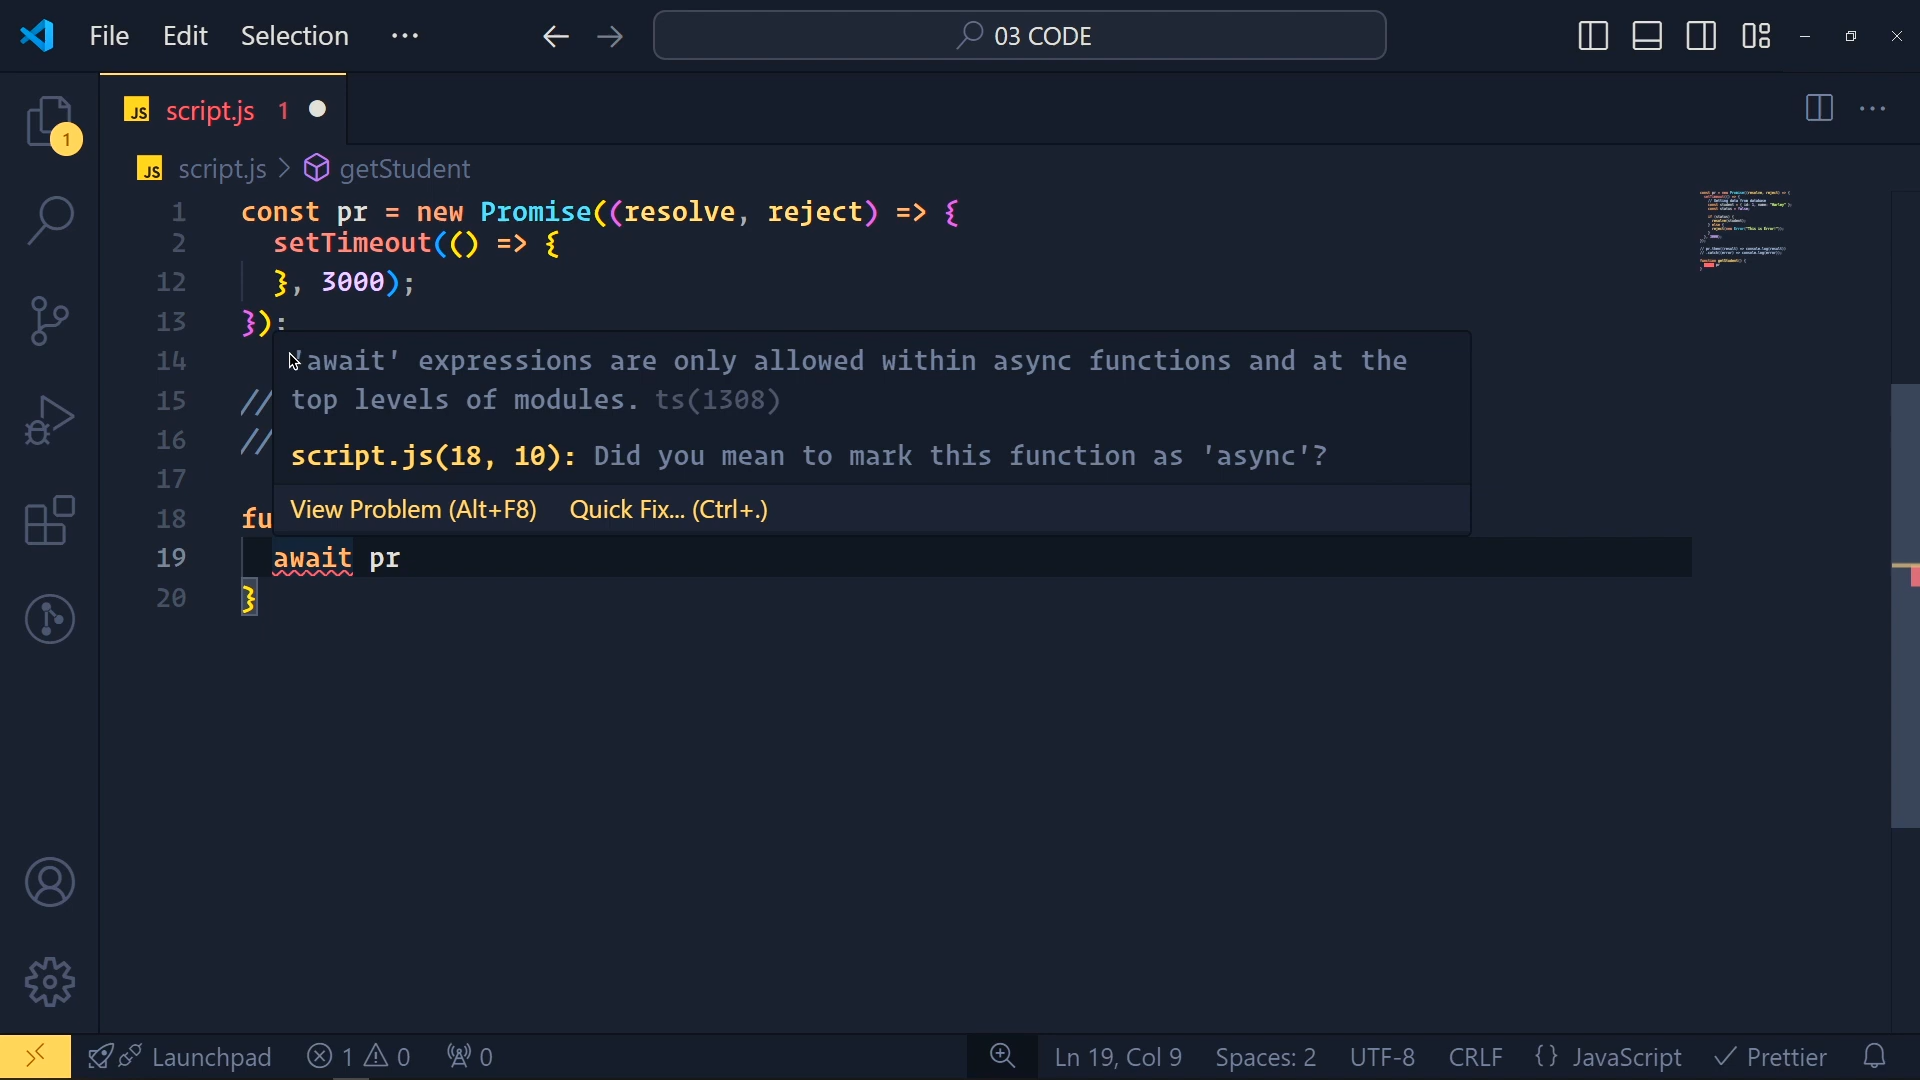 File Edit Selection ···
03 CODE
JS script.js 1
1
JS script.js > getStudent
1 const pr = new Promise((resolve, reject) => {
2 setTimeout(() => {
12 }, 3000);
13 });
14 'await' expressions are only allowed within async functions and at the
15 // top levels of modules. ts(1308)
16 // script.js(18, 10): Did you mean to mark this function as 'async'?
17
18 fu View Problem (Alt+F8) Quick Fix... (Ctrl+.)
19 await pr
20 }
Launchpad 1 0 0 Ln 19, Col 9 Spaces: 2 UTF-8 CRLF {} JavaScript Prettier